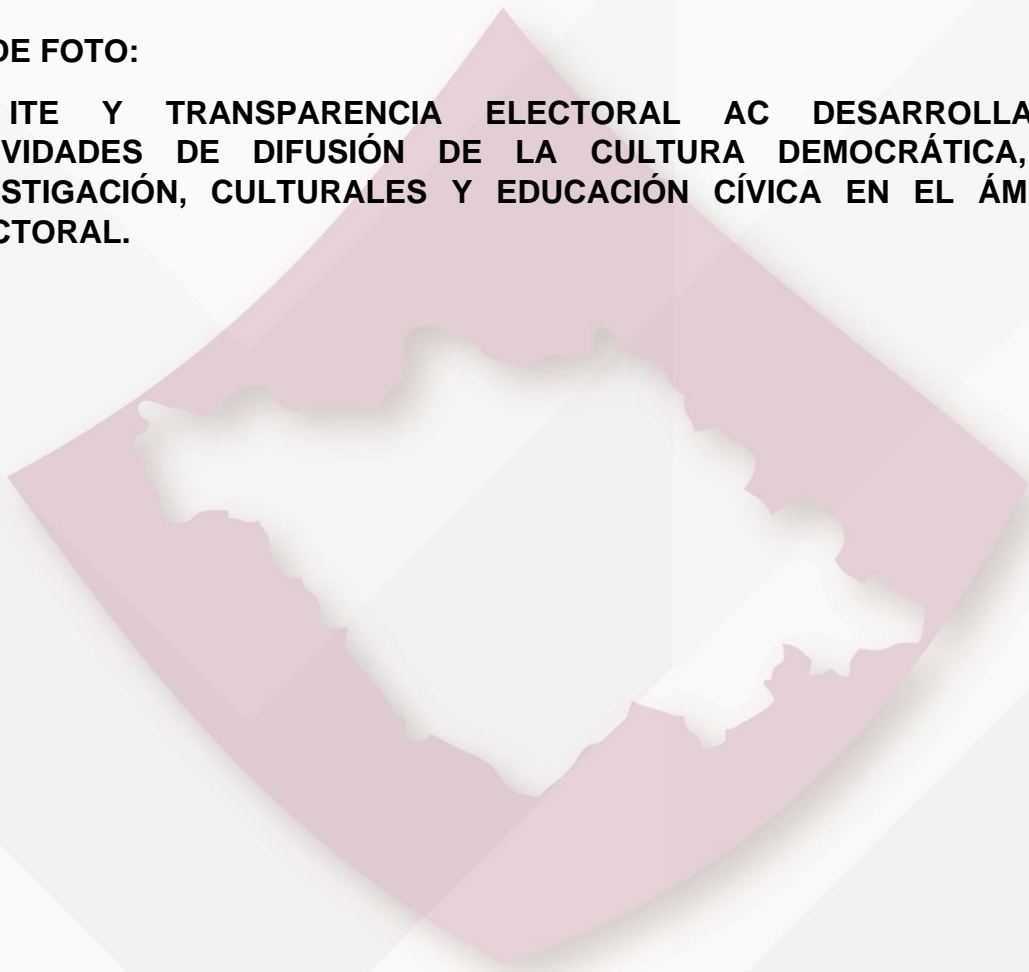 DE FOTO:
ITE Y TRANSPARENCIA ELECTORAL AC DESARROLLA
VIDADES DE DIFUSIÓN DE LA CULTURA DEMOCRÁTICA,
STIGACIÓN, CULTURALES Y EDUCACIÓN CÍVICA EN EL ÁM
CTORAL.